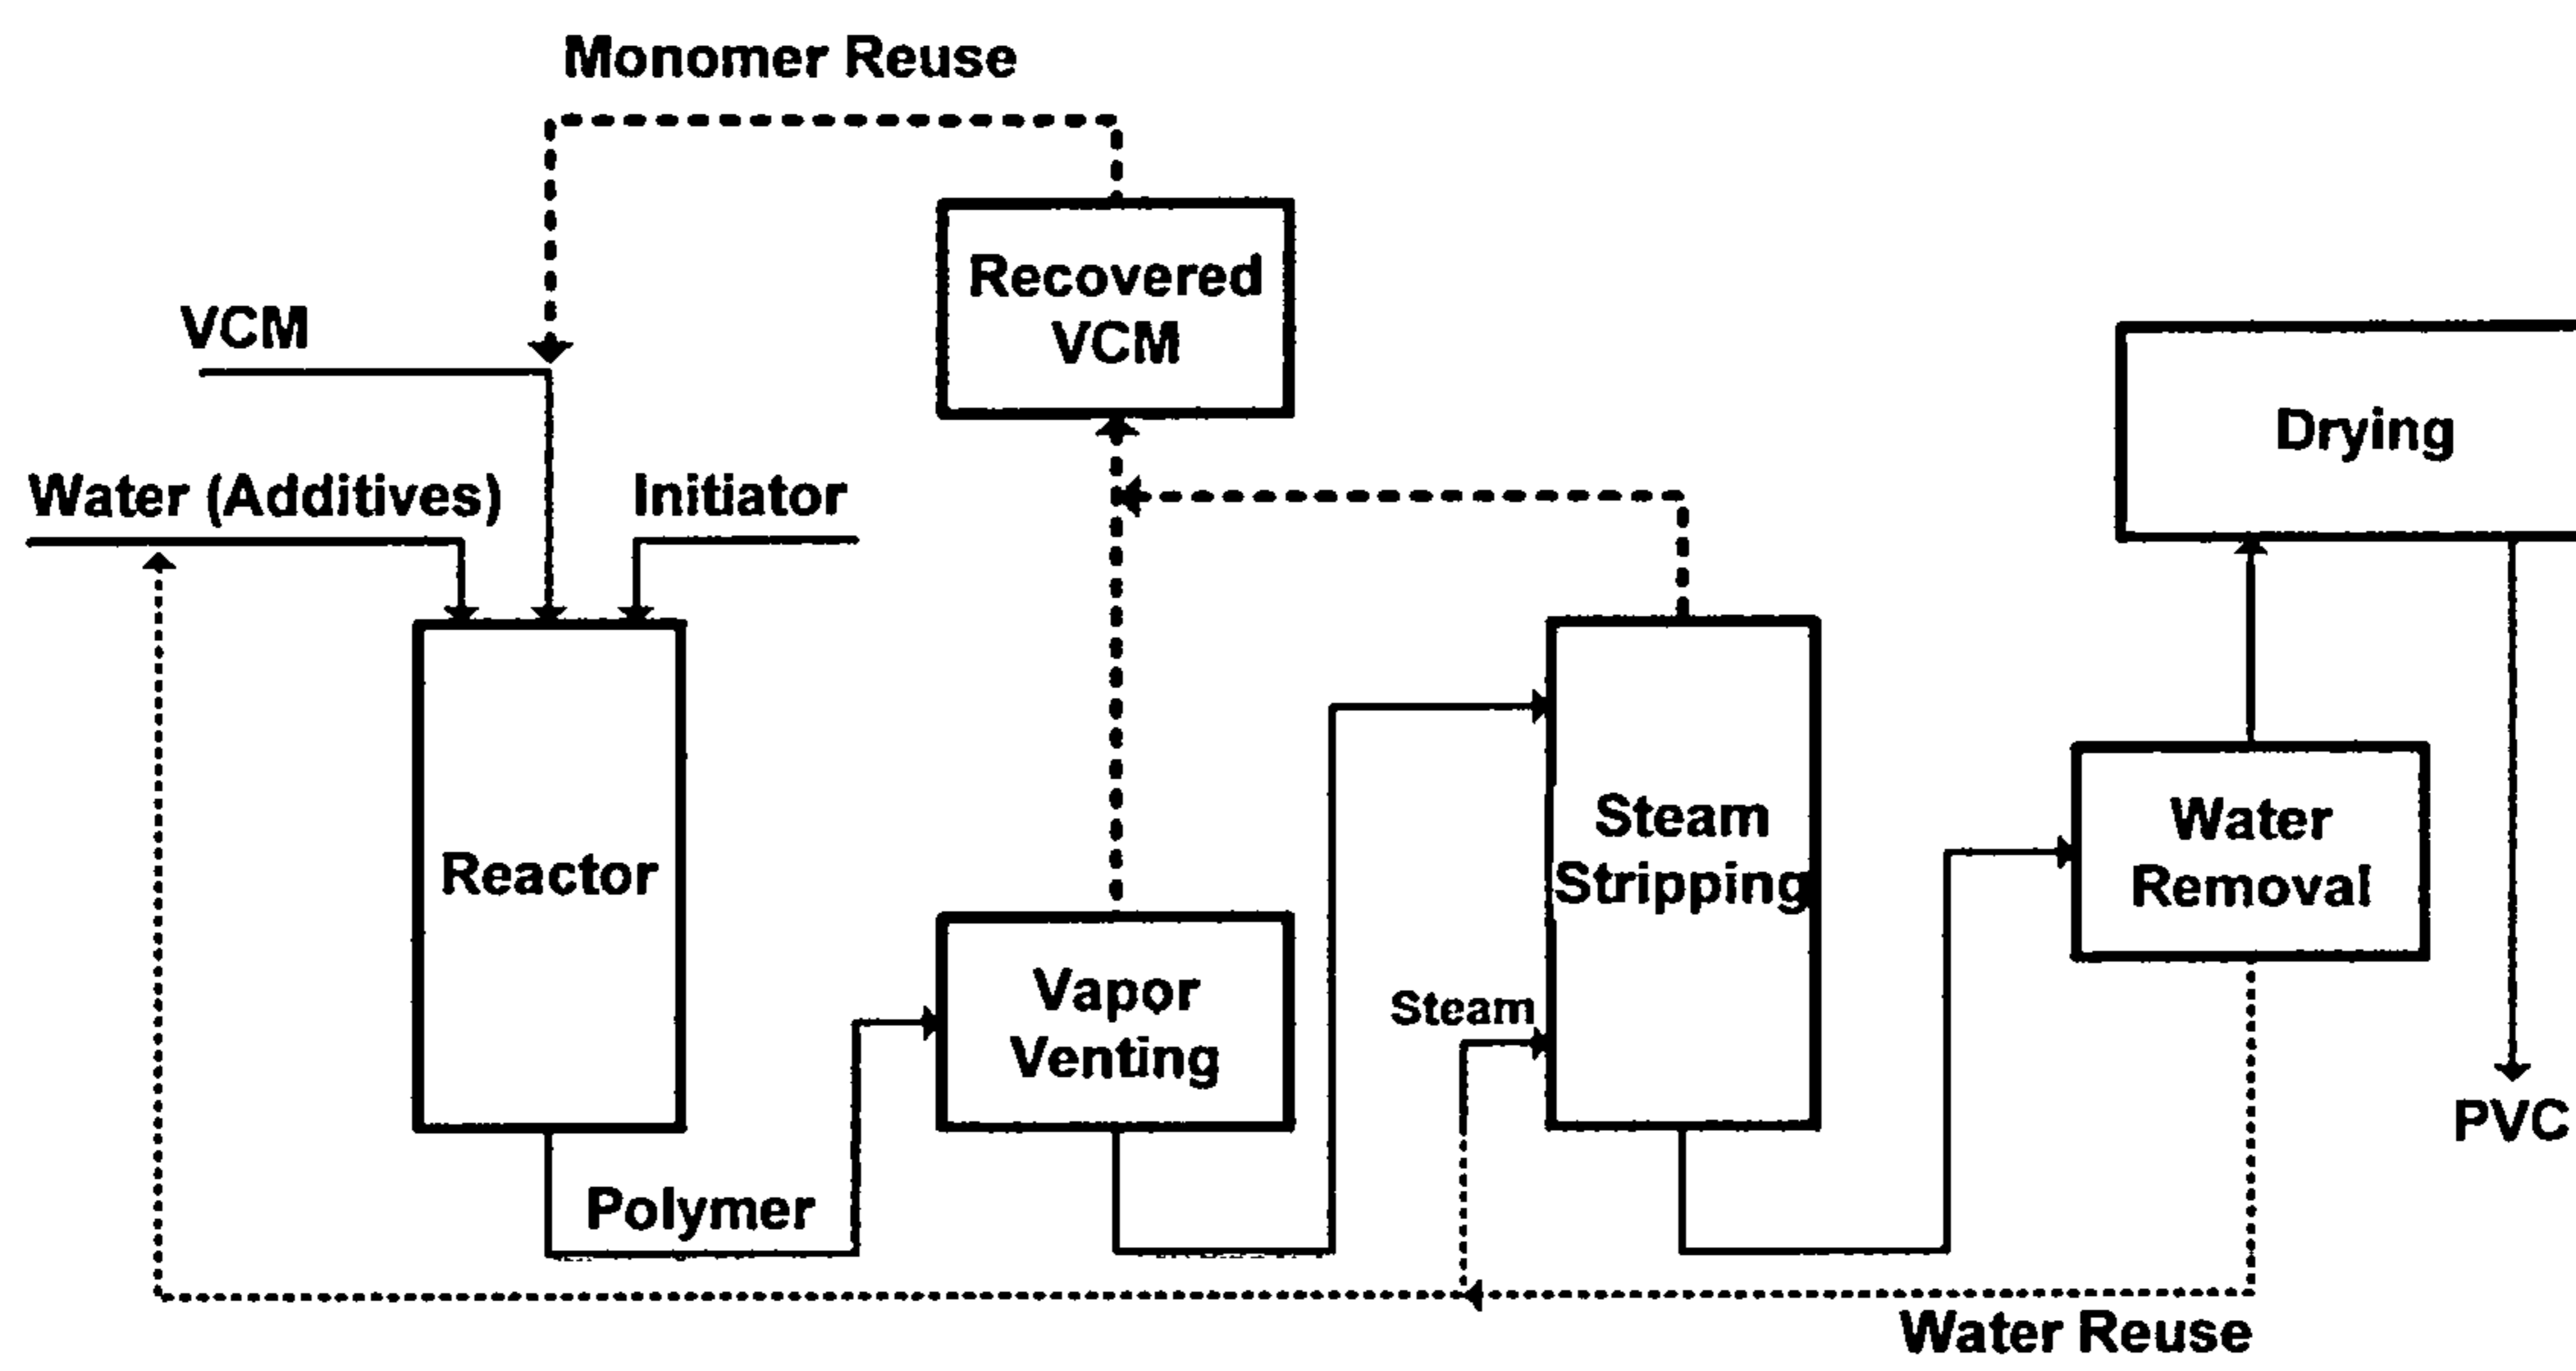 Monomer Reuse
Recovered
VCM
VCM
Drying
Water (Additives)
Initiator
Reactor
Steam
Stripping
Water
Removal
Vapor
Venting
Steam
PVC
Polymer
Water Reuse